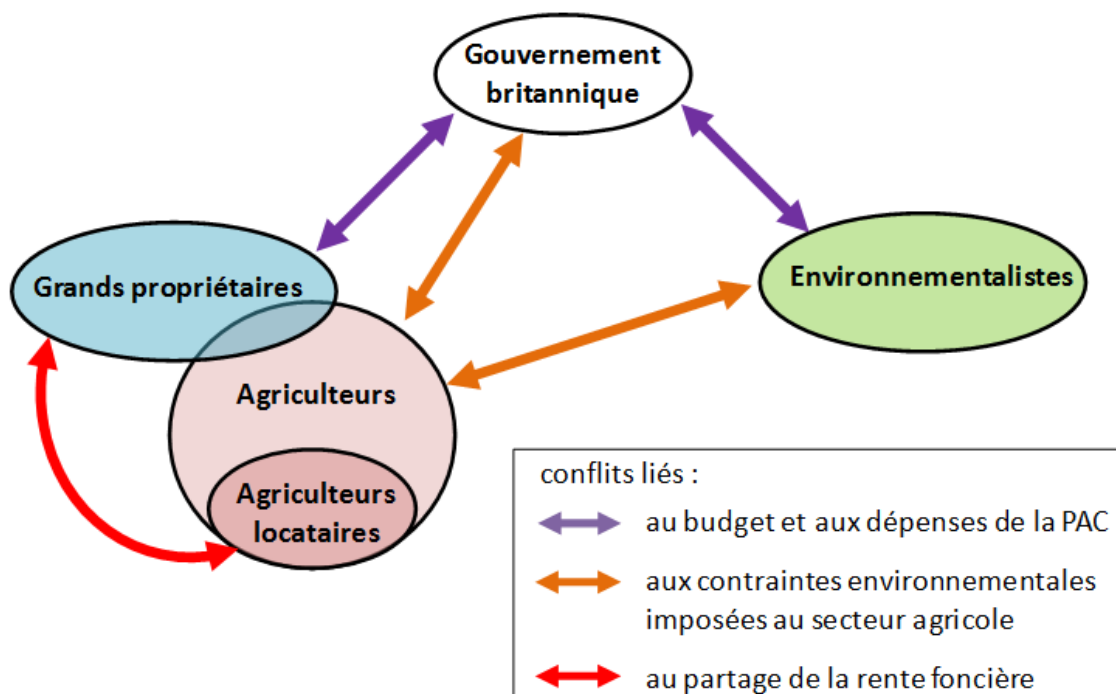 Gouvernement
britannique
Grands propriétaires
Environnementalistes
Agriculteurs
Agriculteurs
locataires
conflits liés :
au budget et aux dépenses de la PAC
aux contraintes environnementales
imposées au secteur agricole
au partage de la rente foncière